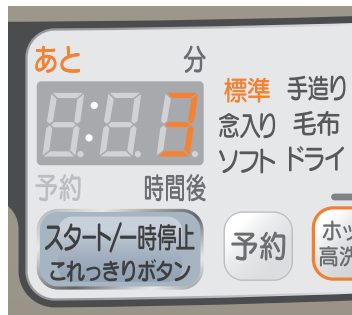 あと 分
3
予約 時間後
標準 手造り
念入り 毛布
ソフト ドライ
スタート/一時停止
これっきりボタン
予約
ホッ
高洗